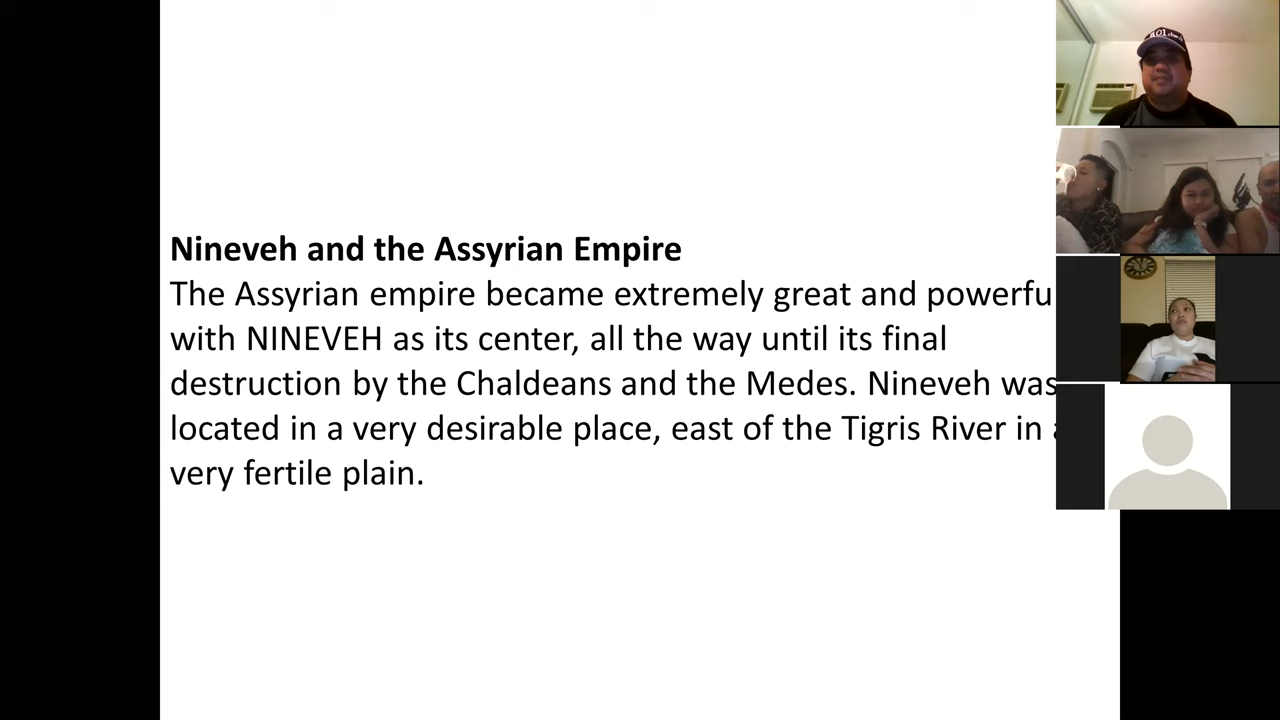 Nineveh and the Assyrian Empire
The Assyrian empire became extremely great and powerfu
with NINEVEH as its center, all the way until its final
destruction by the Chaldeans and the Medes. Nineveh was
located in a very desirable place, east of the Tigris River in a
very fertile plain.